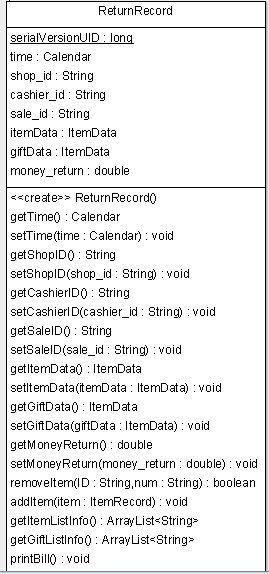 ReturnRecord
serialVersionUID : long
time : Calendar
shop_id : String
cashier_id : String
sale_id : String
itemData : ItemData
giftData : ItemData
money_return : double
<<create>> ReturnRecord()
getTime() : Calendar
setTime(time : Calendar) : void
getShopID() : String
setShopID(shop_id : String) : void
getCashierID() : String
setCashierID(cashier_id : String) : void
getSaleID() : String
setSaleID(sale_id : String) : void
getItemData() : ItemData
setItemData(itemData : ItemData) : void
getGiftData() : ItemData
setGiftData(giftData : ItemData) : void
getMoneyReturn() : double
setMoneyReturn(money_return : double) : void
removeItem(ID : String,num : String) : boolean
addItem(item : ItemRecord) : void
getItemListInfo() : ArrayList<String>
getGiftListInfo() : ArrayList<String>
printBill() : void